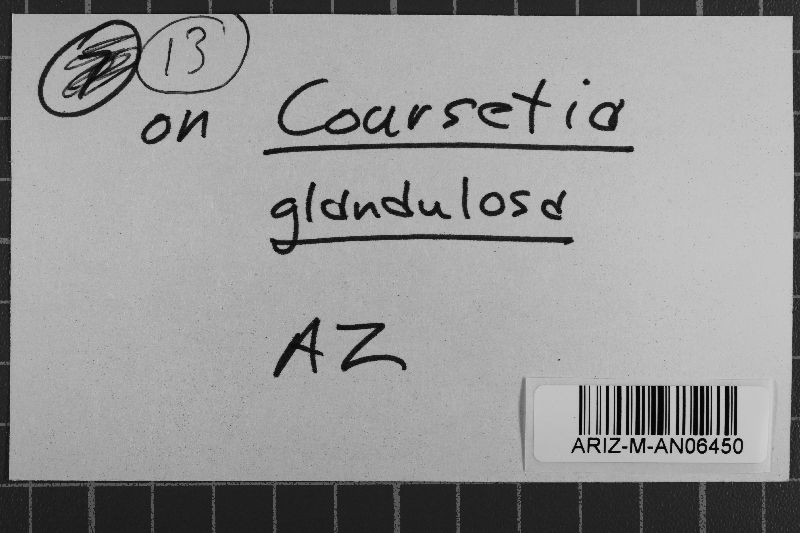 13
on Coursetia
glandulosa
AZ
ARIZ-M-AN06450